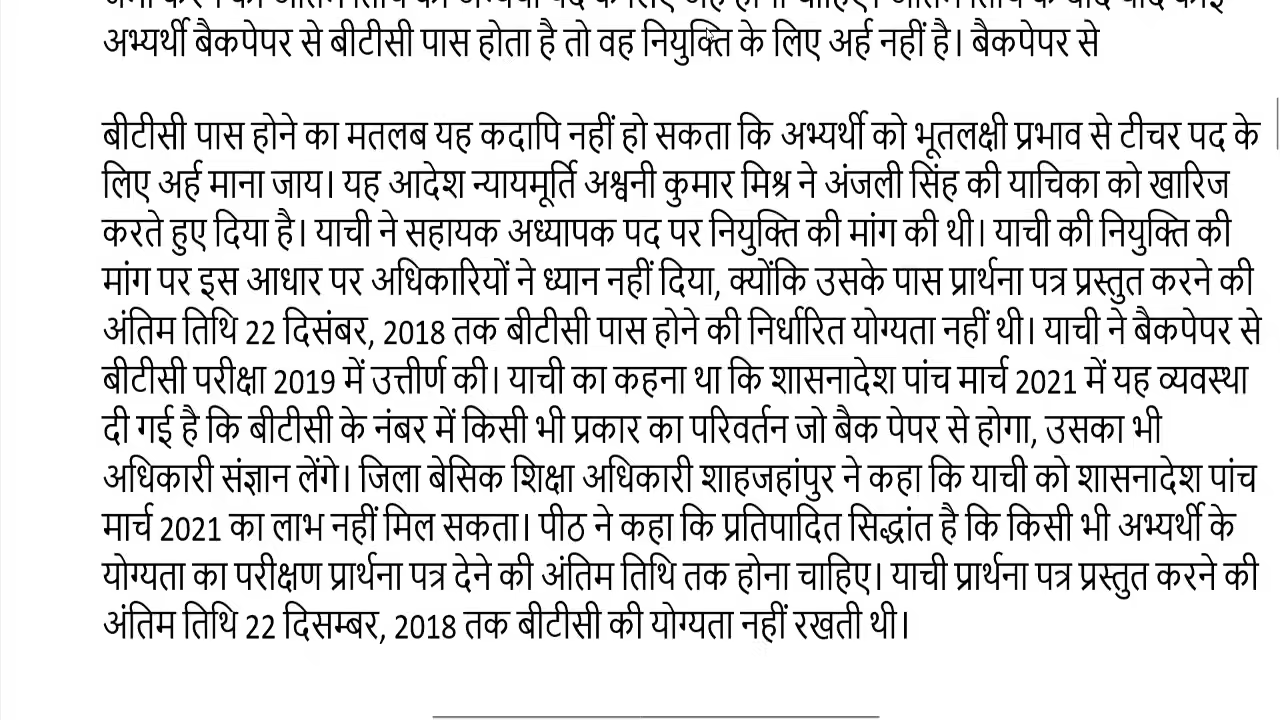 अभ्यर्थी बैकपेपर से बीटीसी पास होता है तो वह नियुक्ति के लिए अर्ह नहीं है। बैकपेपर से
बीटीसी पास होने का मतलब यह कदापि नहीं हो सकता कि अभ्यर्थी को भूतलक्षी प्रभाव से टीचर पद के
लिए अर्ह माना जाय। यह आदेश न्यायमूर्ति अश्वनी कुमार मिश्र ने अंजली सिंह की याचिका को खारिज
करते हुए दिया है। याची ने सहायक अध्यापक पद पर नियुक्ति की मांग की थी। याची की नियुक्ति की
मांग पर इस आधार पर अधिकारियों ने ध्यान नहीं दिया, क्योंकि उसके पास प्रार्थना पत्र प्रस्तुत करने की
अंतिम तिथि 22 दिसंबर, 2018 तक बीटीसी पास होने की निर्धारित योग्यता नहीं थी। याची ने बैकपेपर से
बीटीसी परीक्षा 2019 में उत्तीर्ण की। याची का कहना था कि शासनादेश पांच मार्च 2021 में यह व्यवस्था
दी गई है कि बीटीसी के नंबर में किसी भी प्रकार का परिवर्तन जो बैक पेपर से होगा, उसका भी
अधिकारी संज्ञान लेंगे। जिला बेसिक शिक्षा अधिकारी शाहजहांपुर ने कहा कि याची को शासनादेश पांच
मार्च 2021 का लाभ नहीं मिल सकता। पीठ ने कहा कि प्रतिपादित सिद्धांत है कि किसी भी अभ्यर्थी के
योग्यता का परीक्षण प्रार्थना पत्र देने की अंतिम तिथि तक होना चाहिए। याची प्रार्थना पत्र प्रस्तुत करने की
अंतिम तिथि 22 दिसम्बर, 2018 तक बीटीसी की योग्यता नहीं रखती थी।